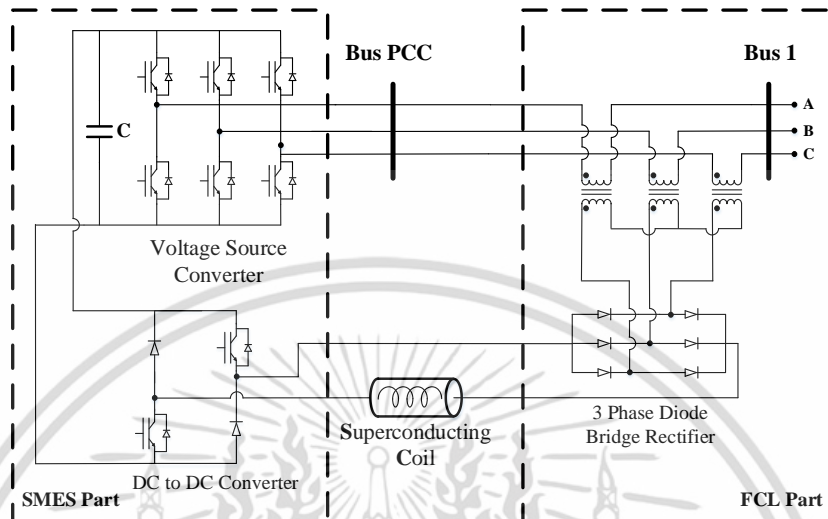 Bus PCC
Bus 1
A
B
C
C
Voltage Source
Converter
Superconducting
Coil
3 Phase Diode
Bridge Rectifier
DC to DC Converter
SMES Part
FCL Part